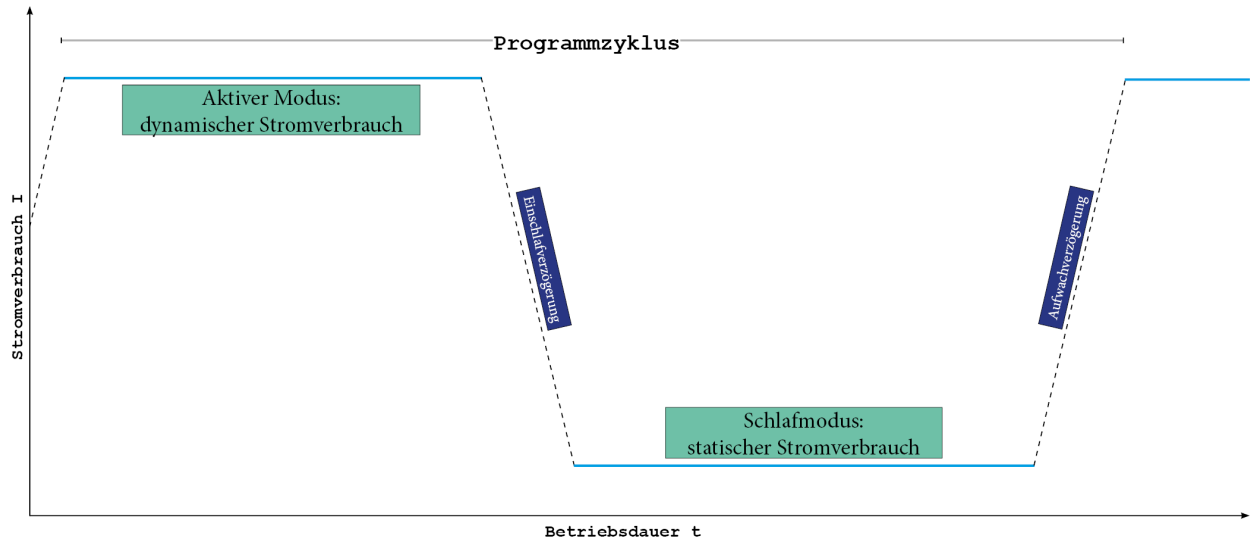 Programmzyklus
Aktiver Modus:
dynamischer Stromverbrauch
Einschlafverzögerung
Aufwachverzögerung
Stromverbrauch I
Schlafmodus:
statischer Stromverbrauch
Betriebsdauer t